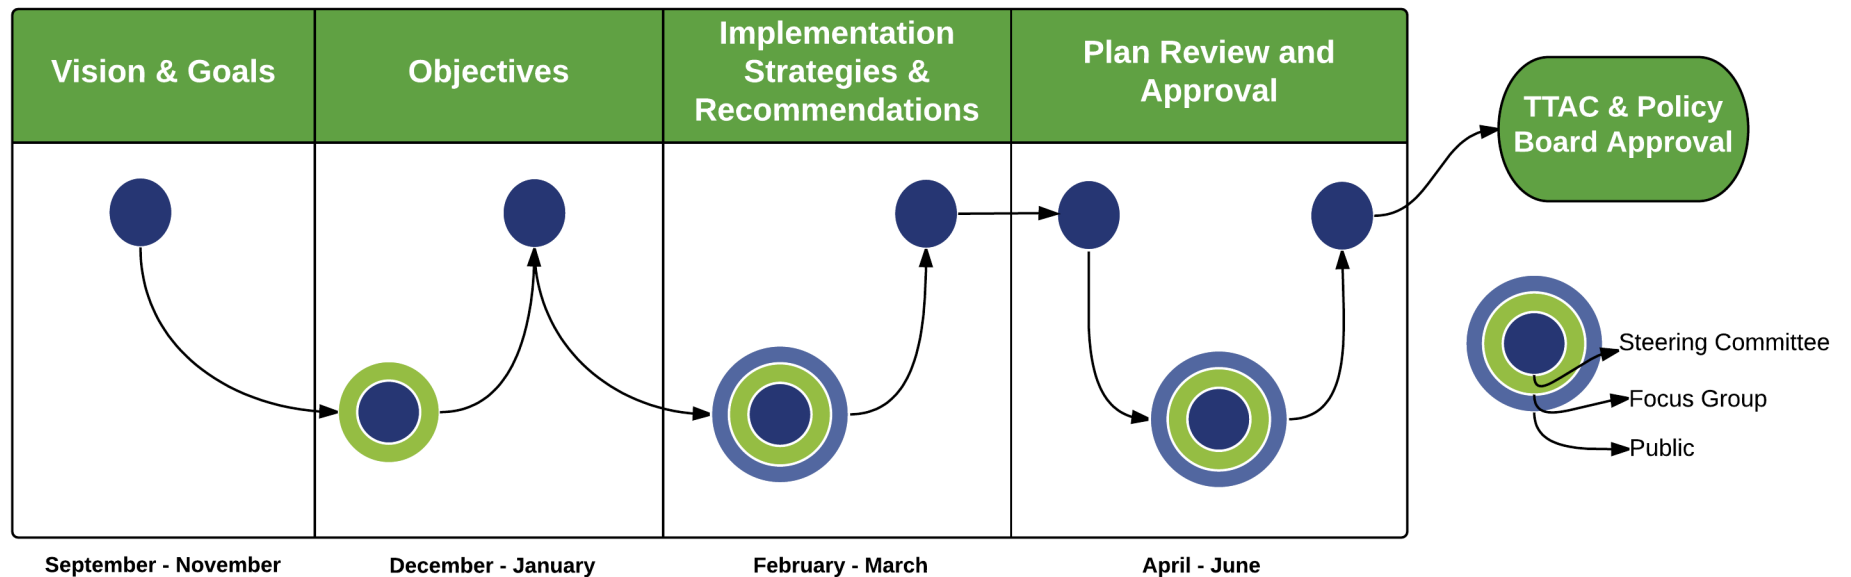 Vision & Goals
Objectives
Implementation
Strategies &
Recommendations
Plan Review and
Approval
TTAC & Policy
Board Approval
Steering Committee
Focus Group
Public
September - November
December - January
February - March
April - June